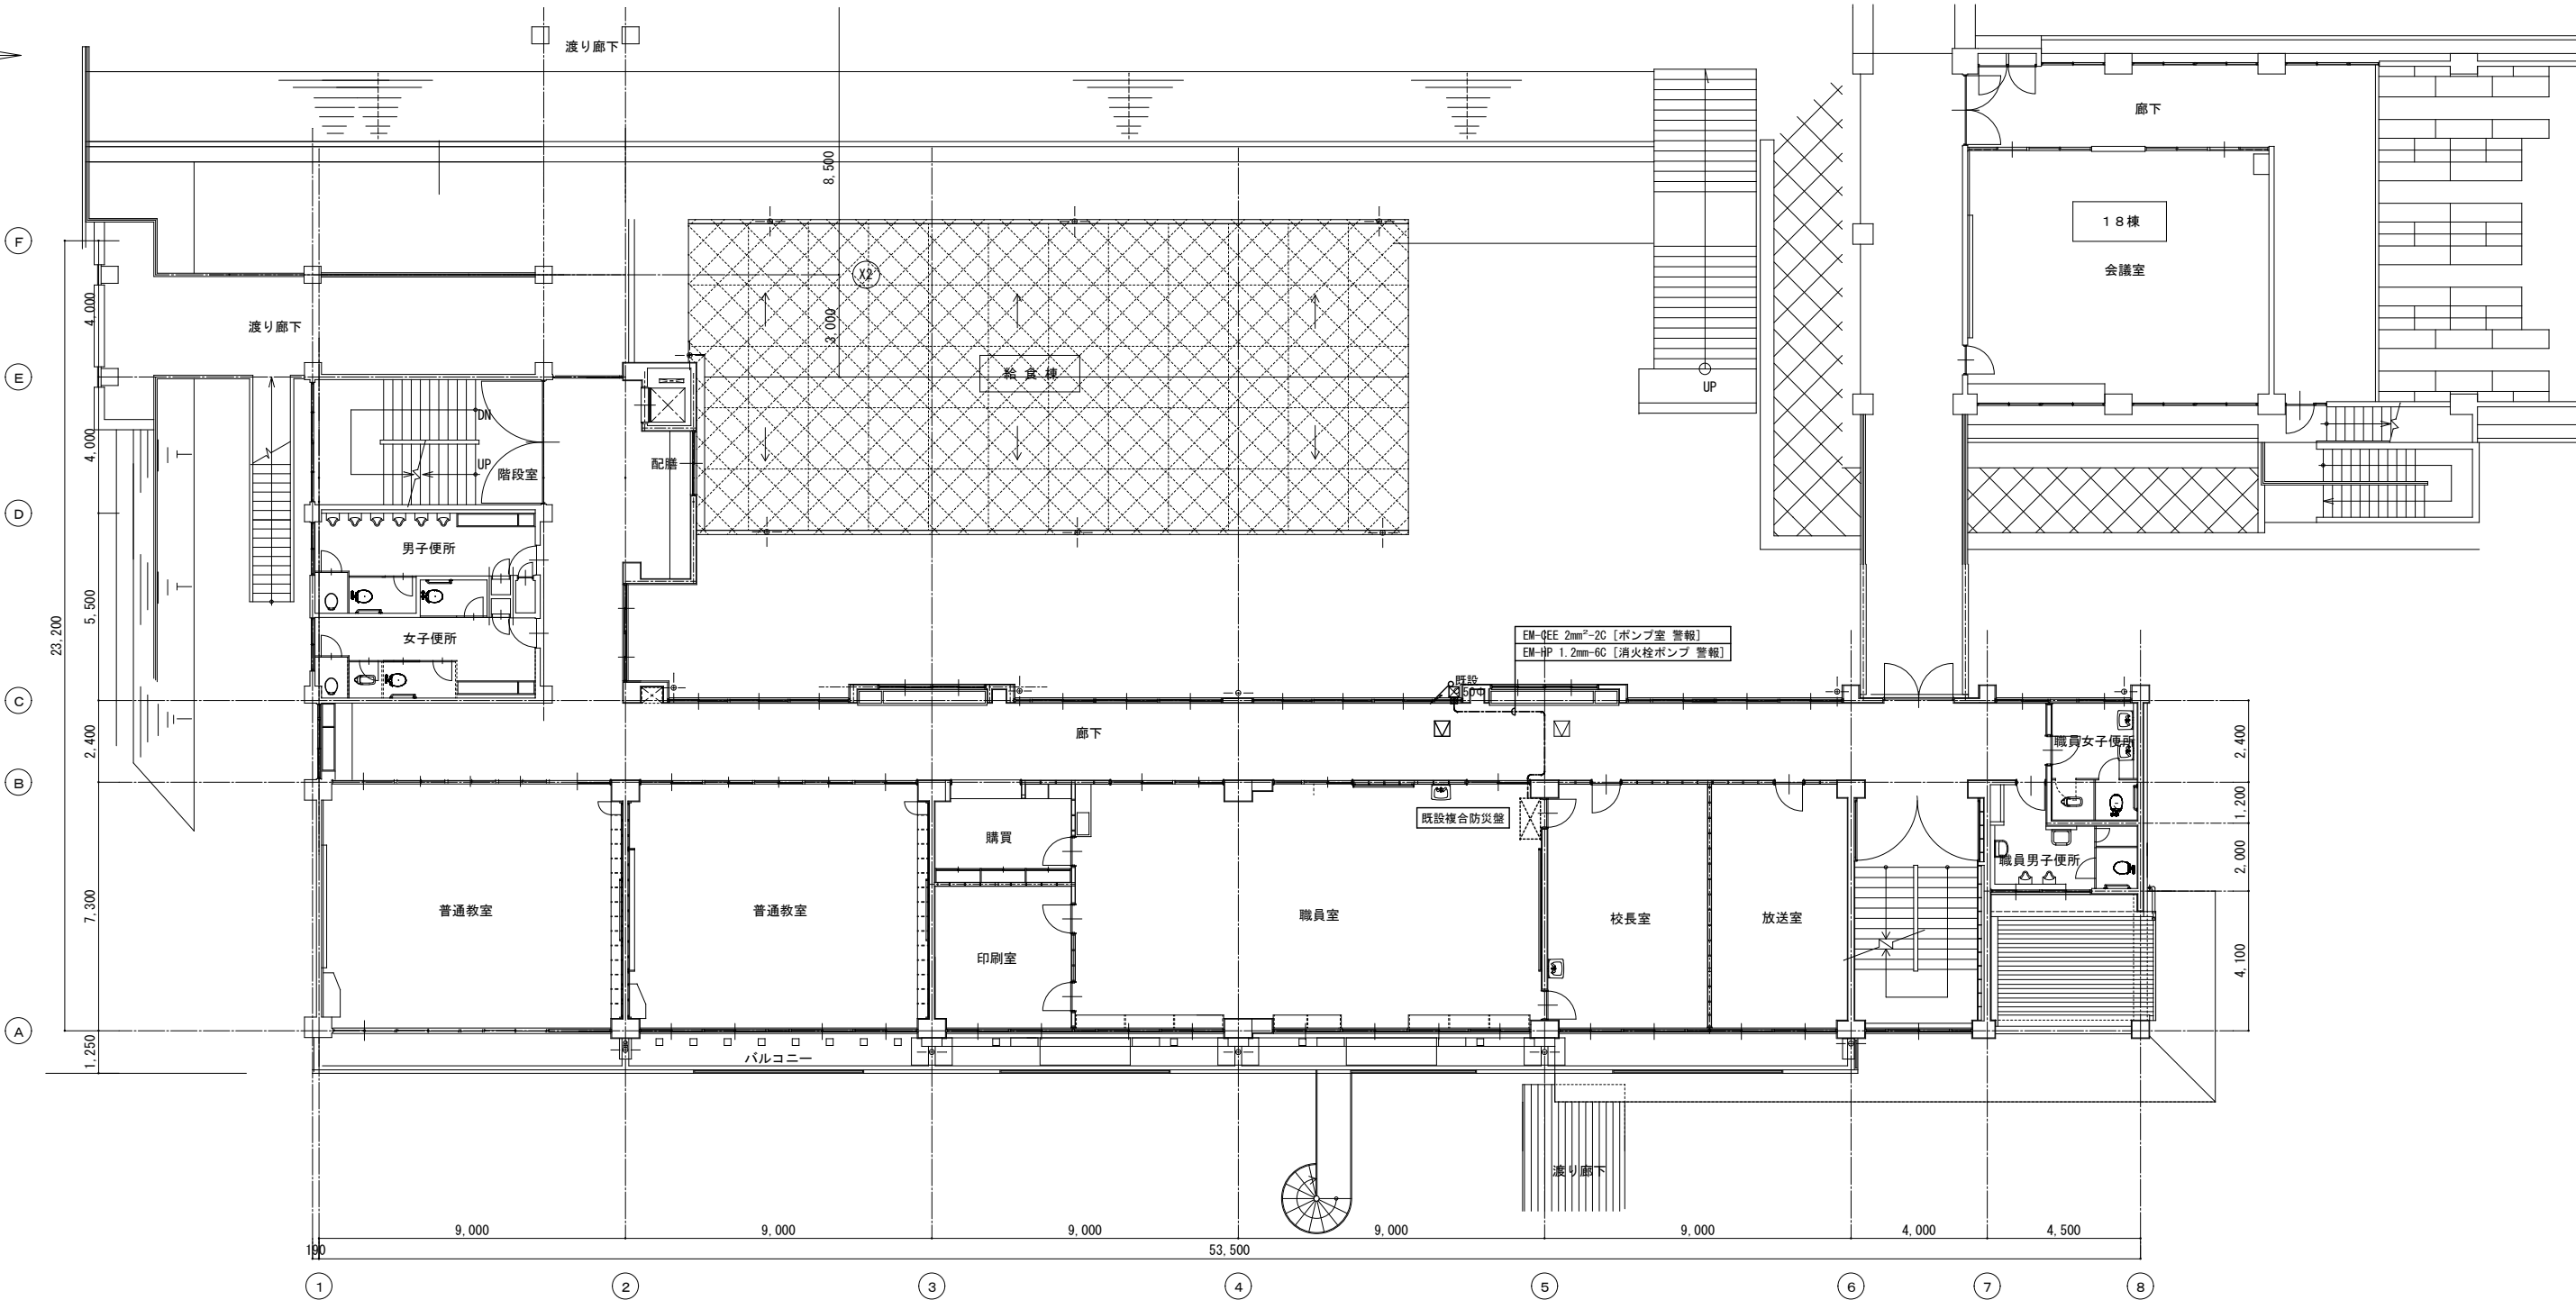 渡り廊下
廊下
8,500
18棟
会議室
F
X2
4,000
渡り廊下
3,000
給食棟
E
UP
DN
4,000
UP
階段室
配膳
D
男子便所
5,500
23,200
女子便所
EM-CEE 2mm²-2C [ポンプ室 警報]
EM-HP 1.2mm-6C [消火栓ポンプ 警報]
既設
50φ
C
2,400
廊下
職員女子便所
2,400
B
1,200
既設複合防災盤
購買
2,000
職員男子便所
7,300
普通教室
普通教室
職員室
校長室
放送室
印刷室
4,100
A
1,250
バルコニー
渡り廊下
9,000
9,000
9,000
9,000
9,000
4,000
4,500
190
53,500
1
2
3
4
5
6
7
8